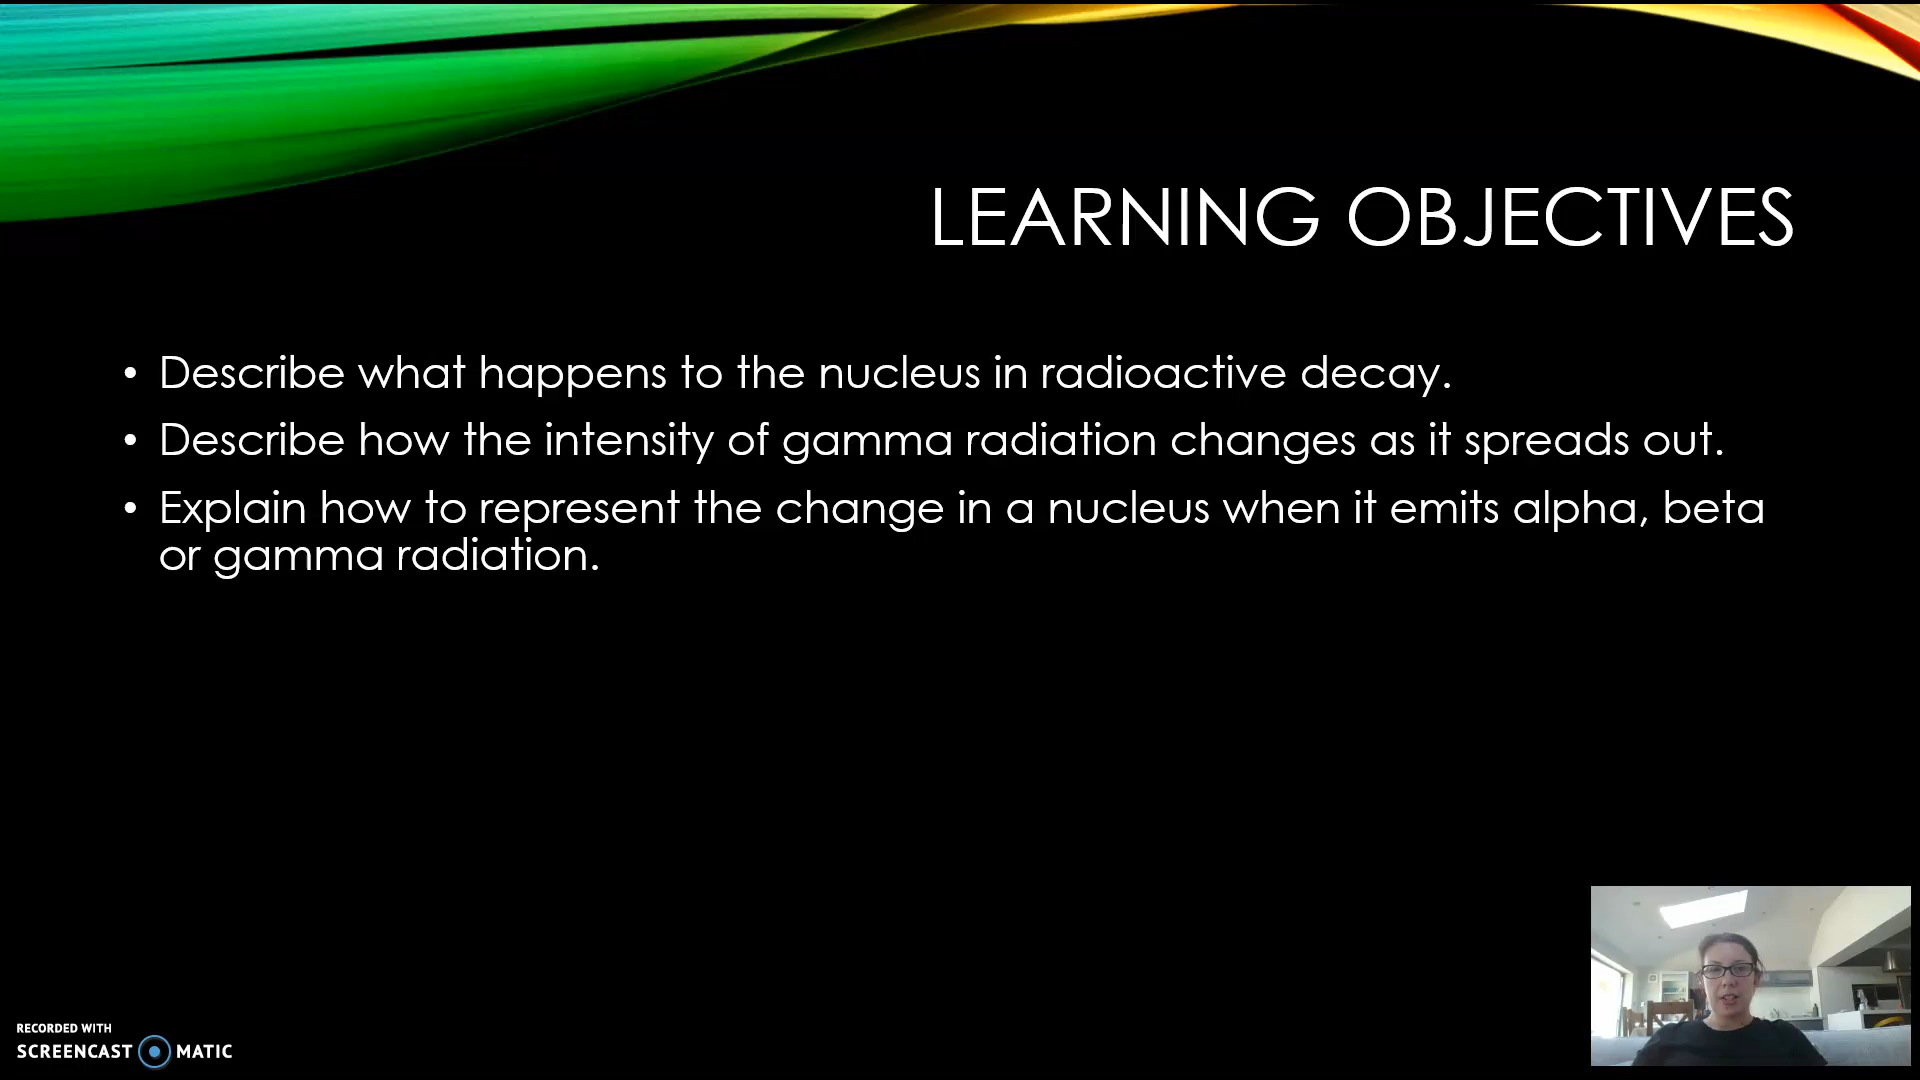 LEARNING OBJECTIVES
• Describe what happens to the nucleus in radioactive decay.
• Describe how the intensity of gamma radiation changes as it spreads out.
• Explain how to represent the change in a nucleus when it emits alpha, beta
or gamma radiation.
RECORDED WITH
SCREENCAST MATIC